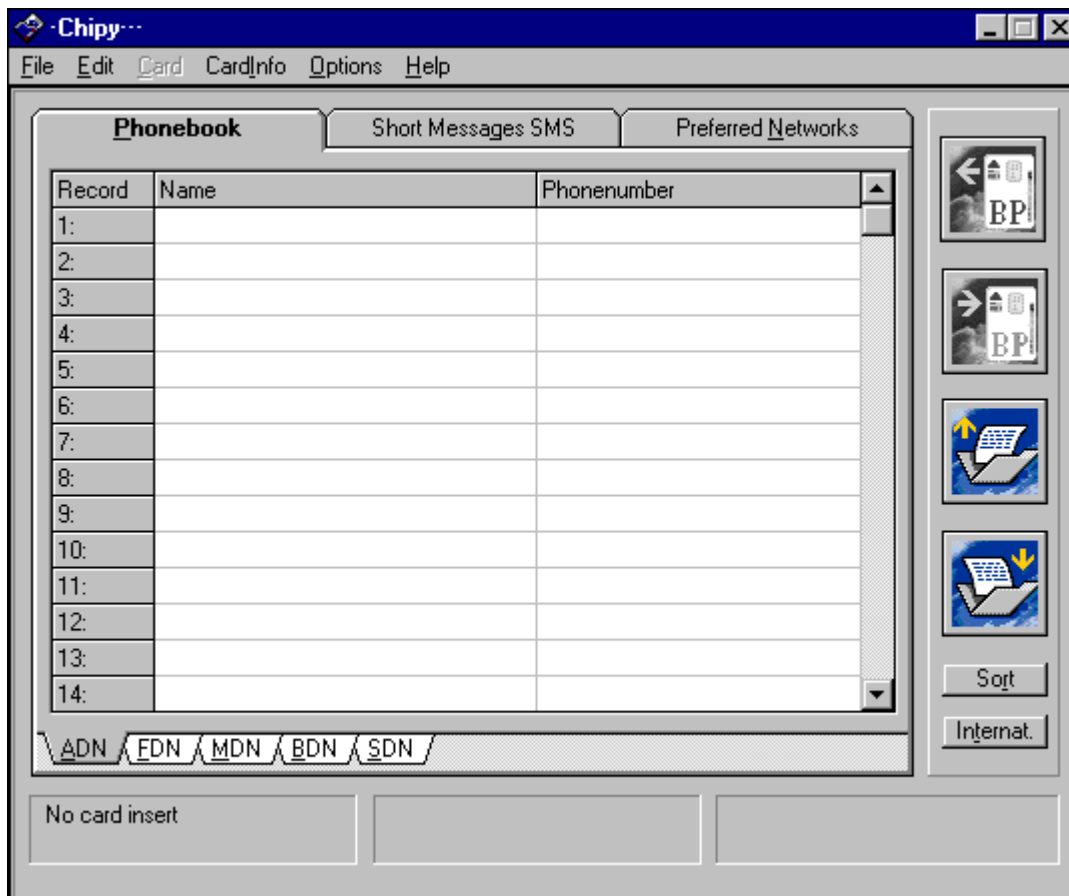 -Chipy---
File Edit Card CardInfo Options Help
Phonebook Short Messages SMS Preferred Networks
Record Name Phonenumber
1:
2:
3:
4:
5:
6:
7:
8:
9:
10:
11:
12:
13:
14:
BP
BP
Sort
Internat.
ADN FDN MDN BDN SDN
No card insert